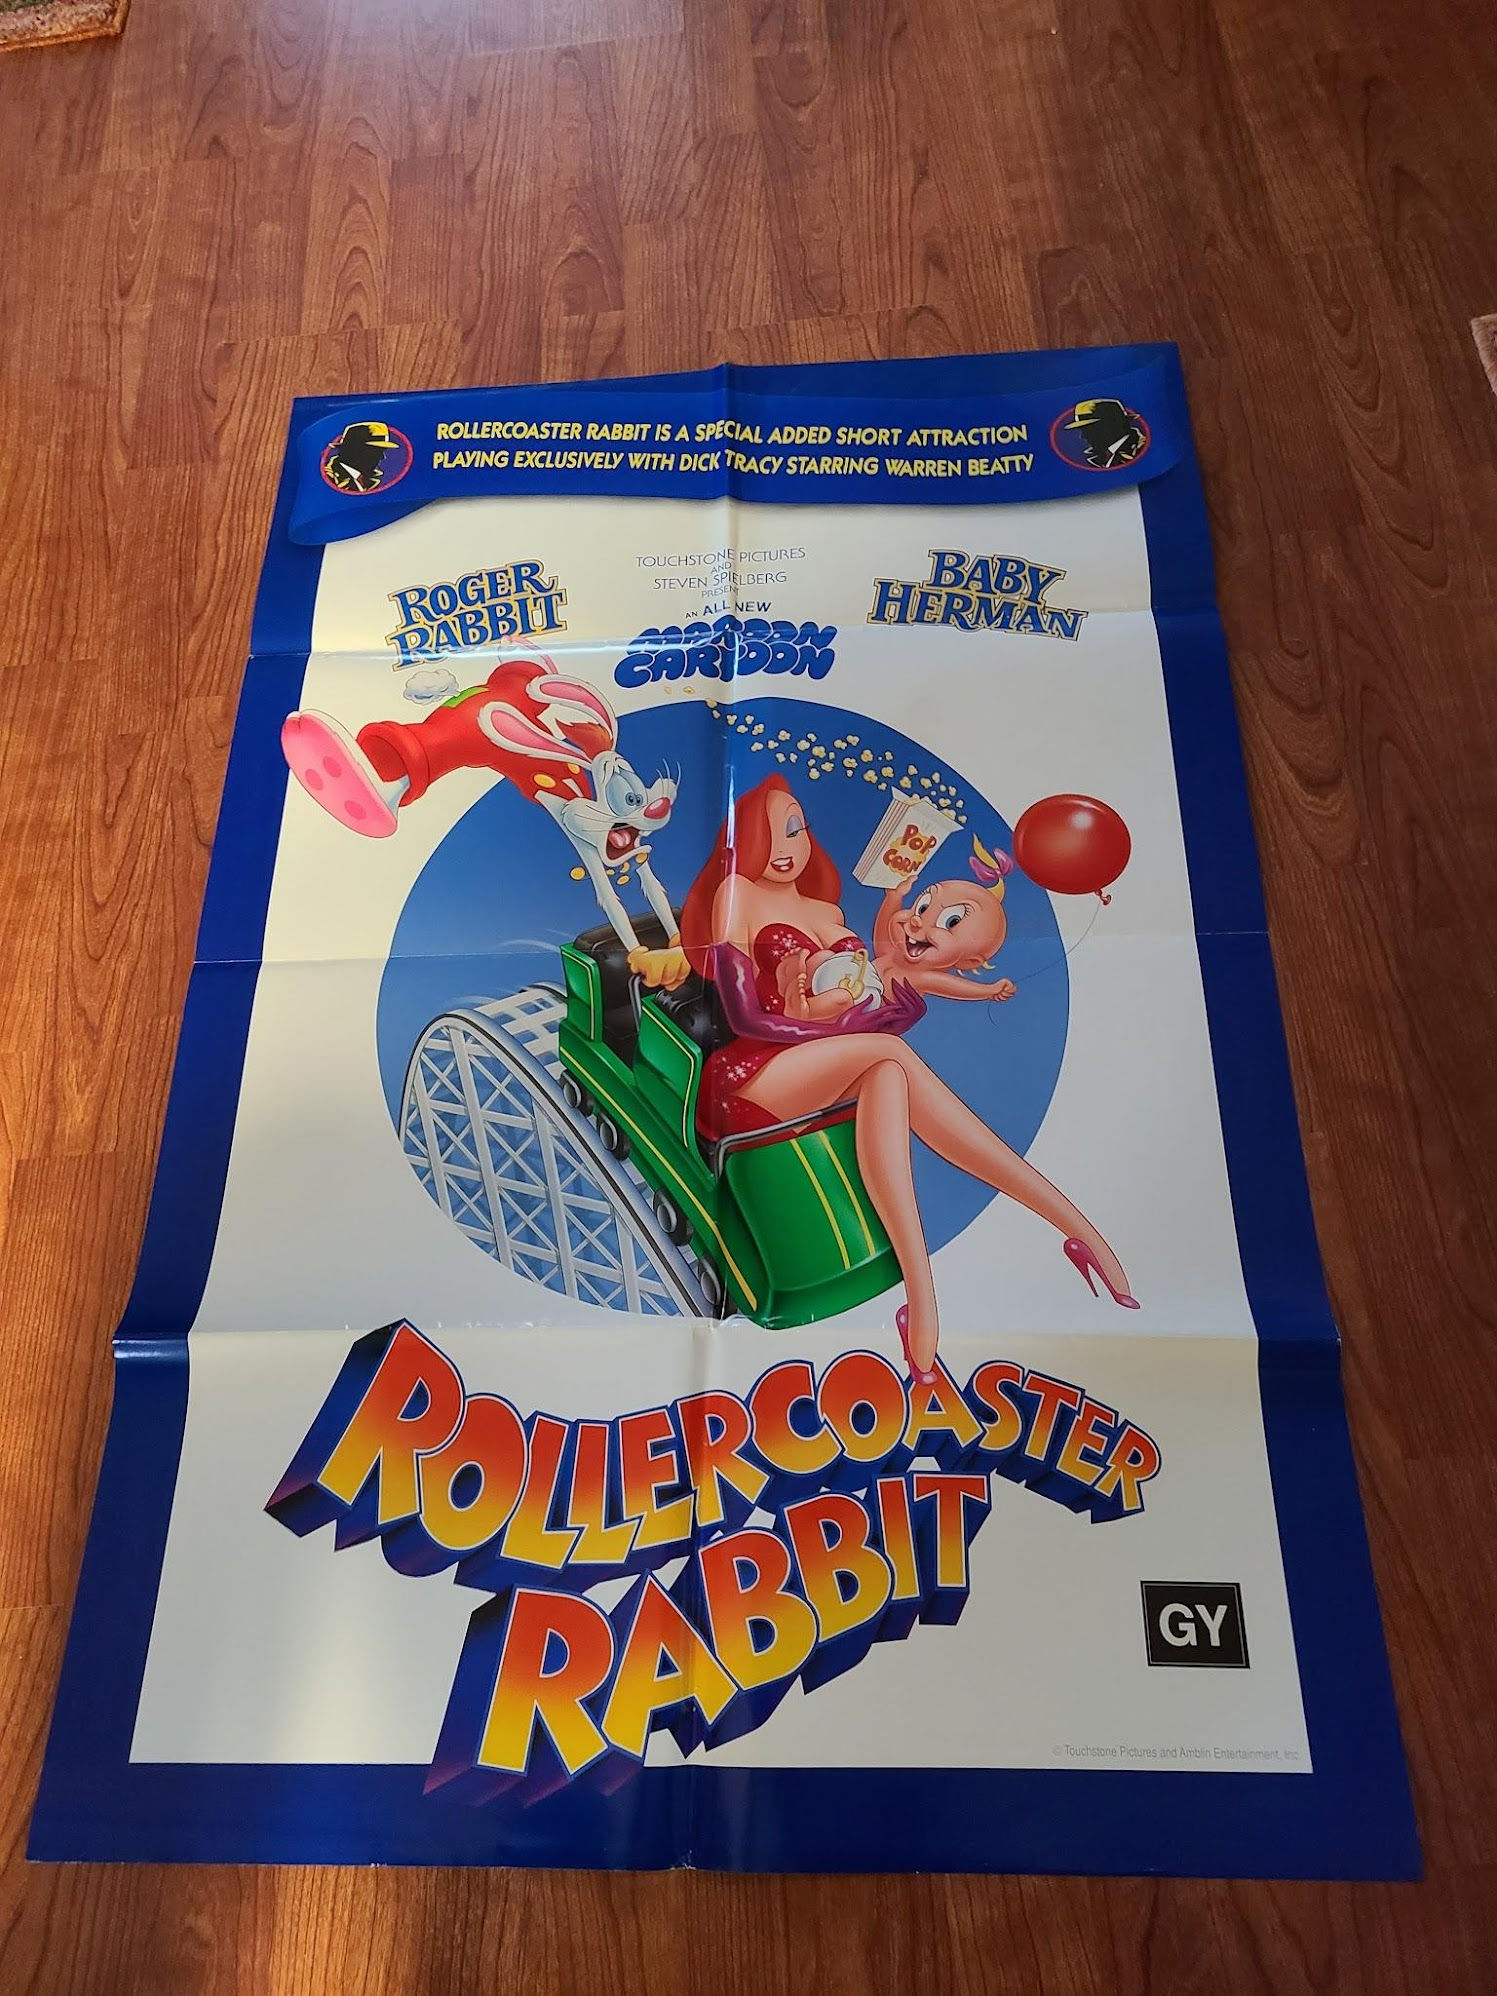 ROLLERCOASTER RABBIT IS A SPECIAL ADDED SHORT ATTRACTION
PLAYING EXCLUSIVELY WITH DICK TRACY STARRING WARREN BEATTY
TOUCHSTONE PICTURES
AND
STEVEN SPIELBERG
PRESENT
AN ALL NEW
MAROON
CARTOON
ROGER
RABBIT
BABY
HERMAN
POP
CORN
ROLLERCOASTER
RABBIT
GY
© Touchstone Pictures and Amblin Entertainment, Inc.